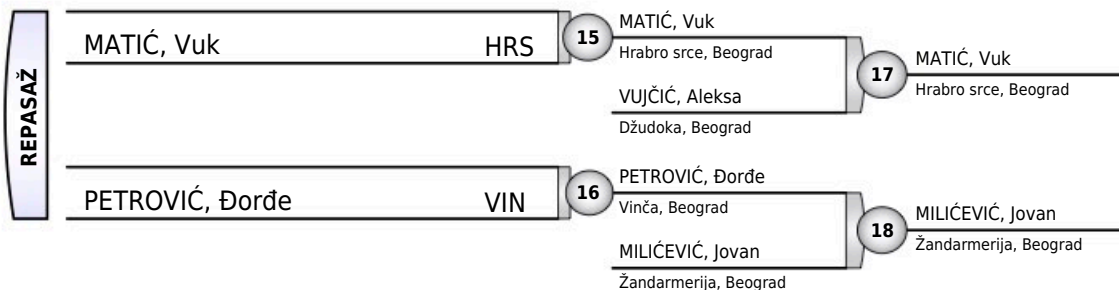 REPASAŽ
MATIĆ, Vuk HRS
15
MATIĆ, Vuk
Hrabro srce, Beograd
VUJČIĆ, Aleksa
Džudoka, Beograd
17
MATIĆ, Vuk
Hrabro srce, Beograd
PETROVIĆ, Đorđe VIN
16
PETROVIĆ, Đorđe
Vinča, Beograd
MILIĆEVIĆ, Jovan
Žandarmerija, Beograd
18
MILIĆEVIĆ, Jovan
Žandarmerija, Beograd